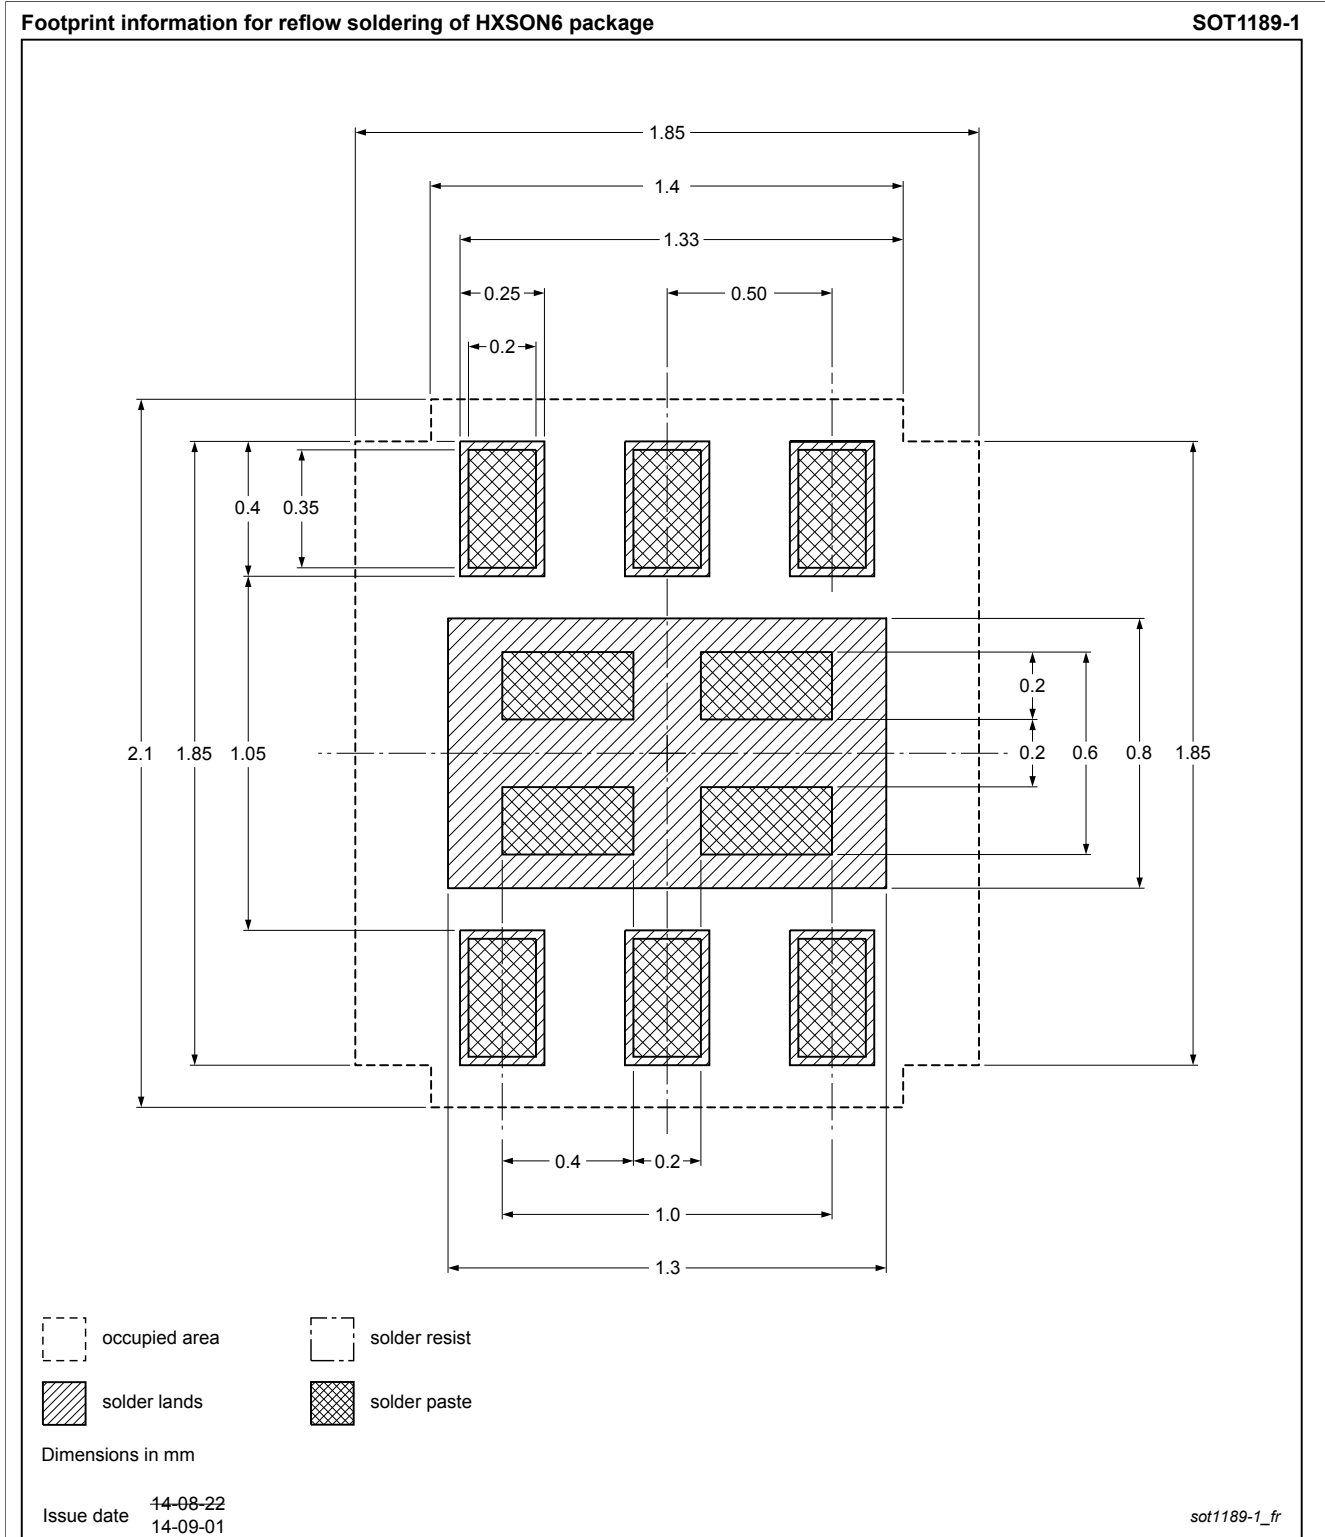 Footprint information for reflow soldering of HXSON6 package SOT1189-1
1.85
1.4
1.33
0.25 0.50
0.2
0.4 0.35
0.2
2.1 1.85 1.05 0.2 0.6 0.8 1.85
0.4 0.2
1.0
1.3
occupied area solder resist
solder lands solder paste
Dimensions in mm
Issue date 14-08-22
14-09-01
sot1189-1_fr